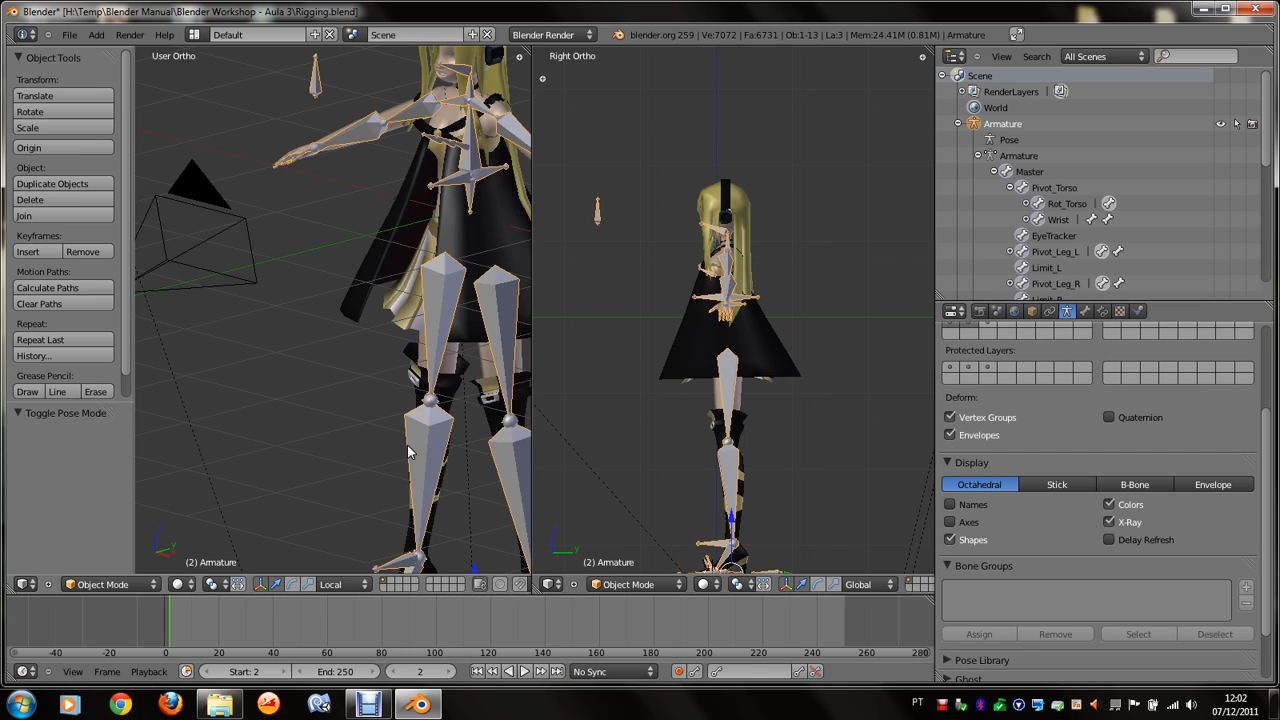 Blender* [H:\Temp\Blender Manual\Blender Workshop - Aula 3\Rigging.blend]
File Add Render Help Default Scene Blender Render blender.org 259 | Ve:7072 | Fa:6731 | Ob:1-13 | La:3 | Mem:24.41M (0.81M) | Armature
Object Tools
Transform:
Translate
Rotate
Scale
Origin
Object:
Duplicate Objects
Delete
Join
Keyframes:
Insert Remove
Motion Paths:
Calculate Paths
Clear Paths
Repeat:
Repeat Last
History...
Grease Pencil:
Draw Line Erase
Toggle Pose Mode
User Ortho
(2) Armature
Object Mode Local
Right Ortho
(2) Armature
Object Mode Global
View Search All Scenes
Scene
RenderLayers |
World
Armature
Pose
Armature
Master
Pivot_Torso
Rot_Torso |
Wrist |
EyeTracker
Pivot_Leg_L |
Limit_L
Pivot_Leg_R |
Protected Layers:
Deform:
Vertex Groups Quaternion
Envelopes
Display
Octahedral Stick B-Bone Envelope
Names Colors
Axes X-Ray
Shapes Delay Refresh
Bone Groups
Assign Remove Select Deselect
Pose Library
Ghost
-40 -20 0 20 40 60 80 100 120 140 160 180 200 220 240 260 280
View Frame Playback Start: 2 End: 250 2 No Sync
PT 12:02
07/12/2011